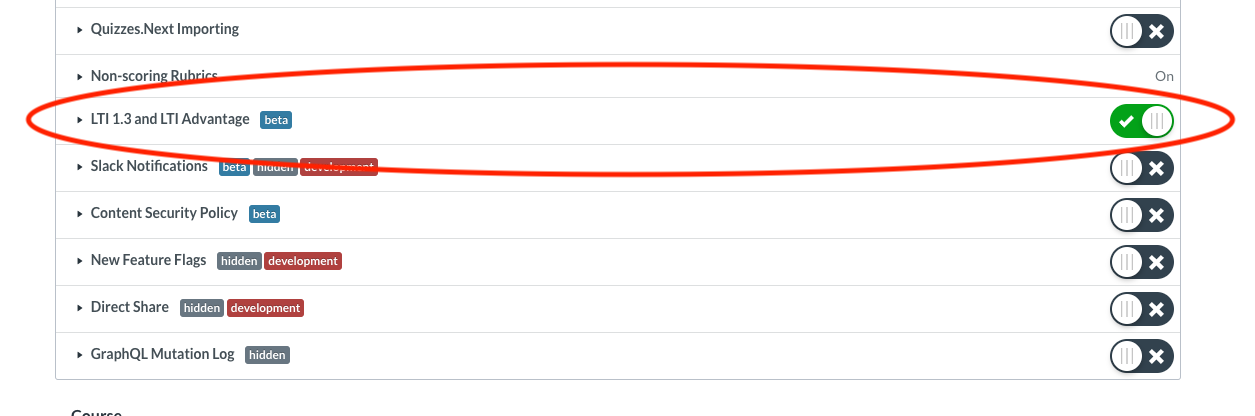 Quizzes.Next Importing
Non-scoring Rubrics On
LTI 1.3 and LTI Advantage beta
Slack Notifications beta hidden development
Content Security Policy beta
New Feature Flags hidden development
Direct Share hidden development
GraphQL Mutation Log hidden
Course